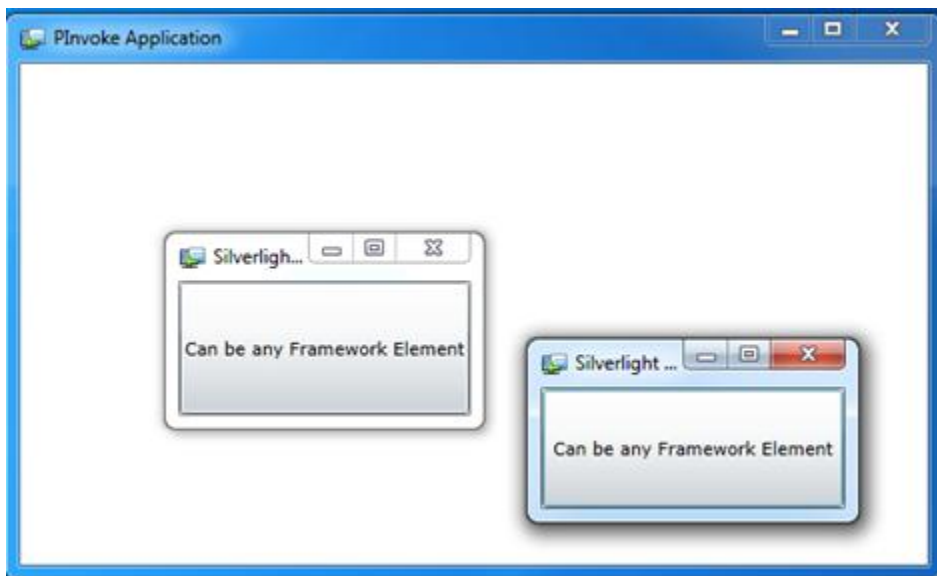 PInvoke Application
Silverligh...
Can be any Framework Element
Silverlight ...
Can be any Framework Element